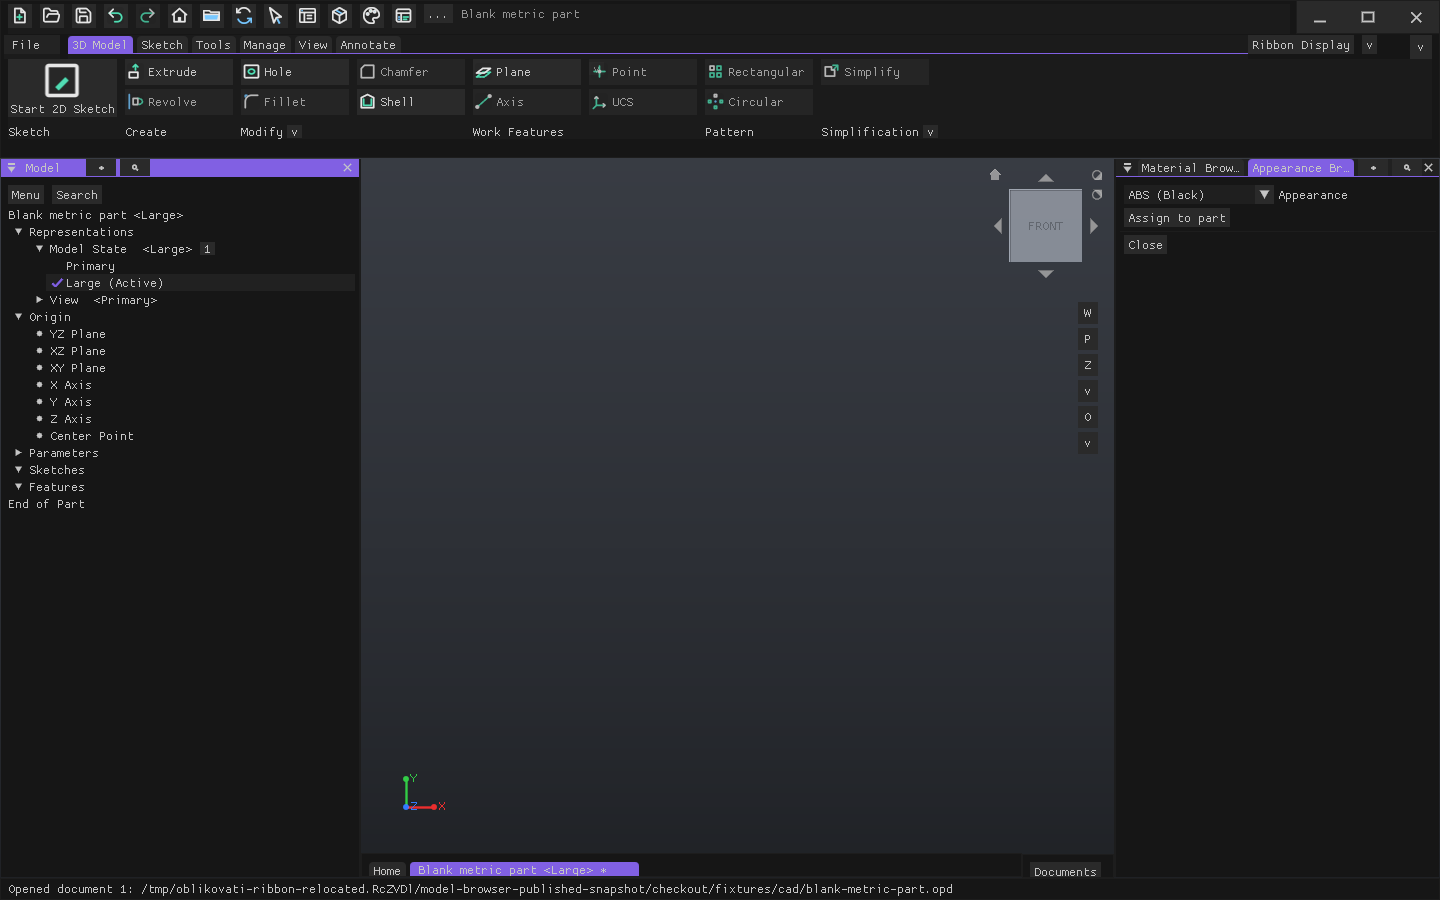 ... Blank metric part
File 3D Model Sketch Tools Manage View Annotate Ribbon Display v v
Start 2D Sketch
Extrude Hole Chamfer Plane Point Rectangular Simplify
Revolve Fillet Shell Axis UCS Circular
Sketch Create Modify v Work Features Pattern Simplification v
Model
Menu Search
Blank metric part <Large>
Representations
Model State <Large> 1
Primary
Large (Active)
View <Primary>
Origin
YZ Plane
XZ Plane
XY Plane
X Axis
Y Axis
Z Axis
Center Point
Parameters
Sketches
Features
End of Part
FRONT
W
P
Z
v
O
v
Y
Z X
Material Brow… Appearance Br…
ABS (Black) Appearance
Assign to part
Close
Home Blank metric part <Large> * Documents
Opened document 1: /tmp/oblikovati-ribbon-relocated.RcZVDl/model-browser-published-snapshot/checkout/fixtures/cad/blank-metric-part.opd